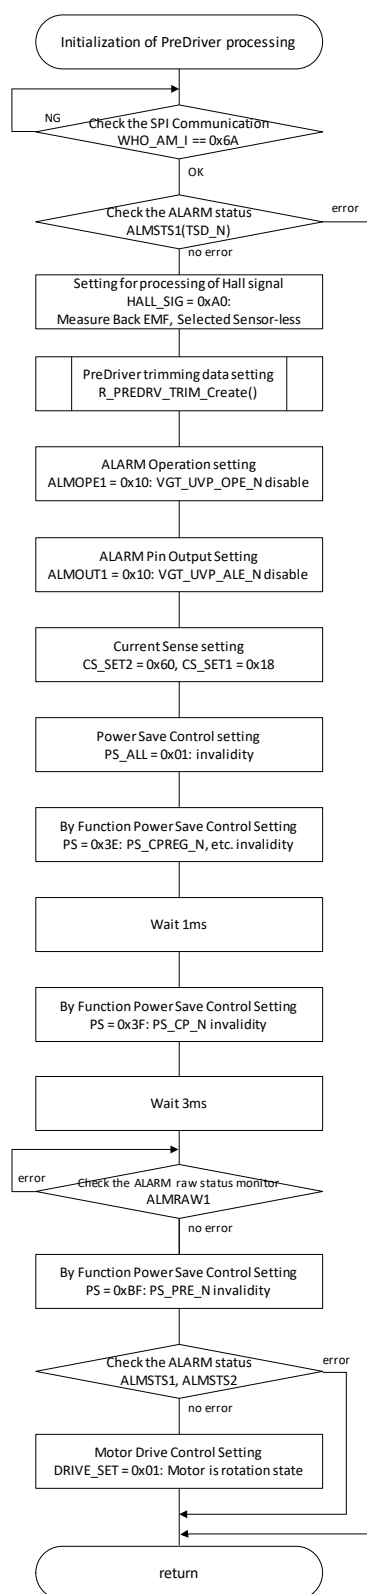 Initialization of PreDriver processing
NG
Check the SPI Communication
WHO_AM_I == 0x6A
OK
Check the ALARM status
ALMSTS1(TSD_N)
error
no error
Setting for processing of Hall signal
HALL_SIG = 0xA0:
Measure Back EMF, Selected Sensor-less
PreDriver trimming data setting
R_PREDRV_TRIM_Create()
ALARM Operation setting
ALMOPE1 = 0x10: VGT_UVP_OPE_N disable
ALARM Pin Output Setting
ALMOUT1 = 0x10: VGT_UVP_ALE_N disable
Current Sense setting
CS_SET2 = 0x60, CS_SET1 = 0x18
Power Save Control setting
PS_ALL = 0x01: invalidity
By Function Power Save Control Setting
PS = 0x3E: PS_CPREG_N, etc. invalidity
Wait 1ms
By Function Power Save Control Setting
PS = 0x3F: PS_CP_N invalidity
Wait 3ms
error
Check the ALARM raw status monitor
ALMRAW1
no error
By Function Power Save Control Setting
PS = 0xBF: PS_PRE_N invalidity
Check the ALARM status
ALMSTS1, ALMSTS2
error
no error
Motor Drive Control Setting
DRIVE_SET = 0x01: Motor is rotation state
return